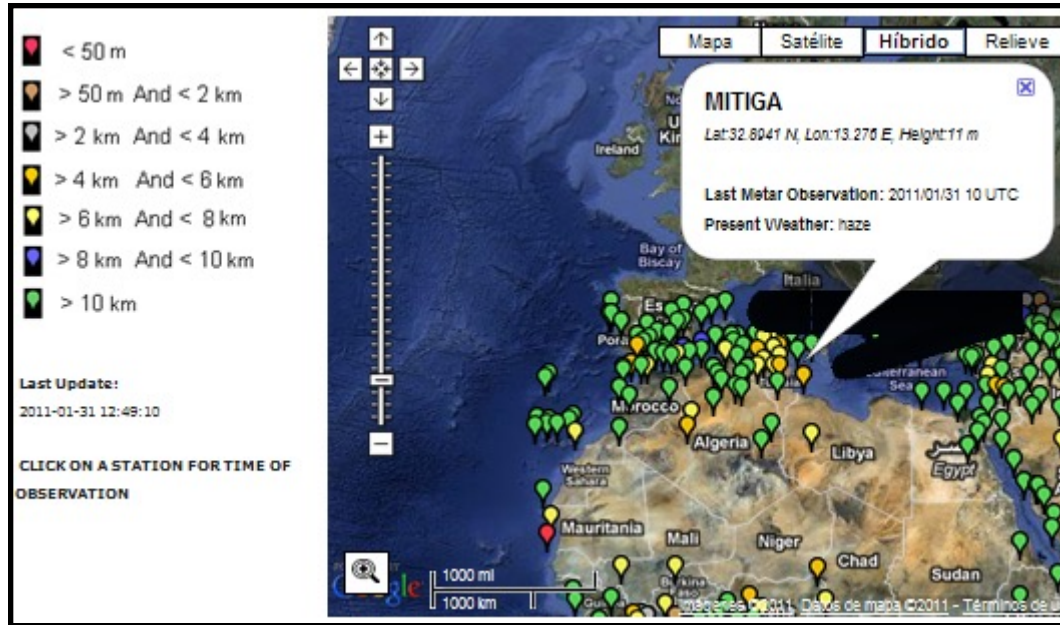 < 50 m
> 50 m And < 2 km
> 2 km And < 4 km
> 4 km And < 6 km
> 6 km And < 8 km
> 8 km And < 10 km
> 10 km
Last Update:
2011-01-31 12:49:10
CLICK ON A STATION FOR TIME OF
OBSERVATION
Mapa Satélite Híbrido Relieve
MITIGA
Lat:32.8941 N, Lon:13.276 E, Height:11 m
Last Metar Observation: 2011/01/31 10 UTC
Present Weather: haze
Ireland
Bay of
Biscay
Italia
Sea
Morocco
Algeria
Libya
Egypt
Western
Sahara
Mauritania
Mali
Niger
Chad
Sudan
Burkina
1000 mi
1000 km
©2011, Datos de mapa ©2011 - Términos de